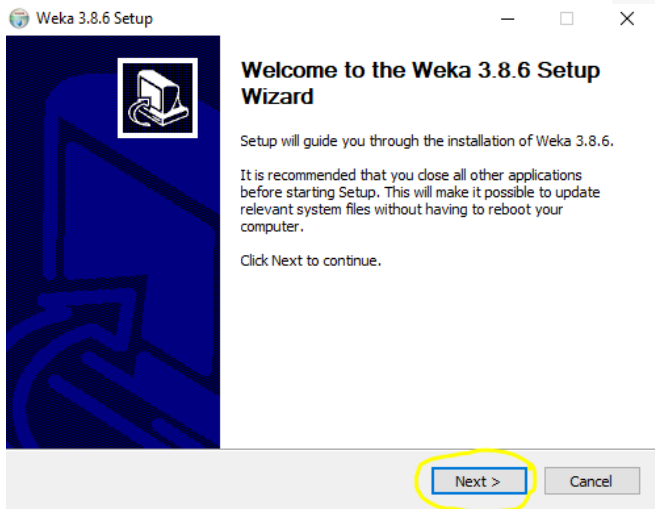 Weka 3.8.6 Setup
Welcome to the Weka 3.8.6 Setup
Wizard
Setup will guide you through the installation of Weka 3.8.6.
It is recommended that you close all other applications
before starting Setup. This will make it possible to update
relevant system files without having to reboot your
computer.
Click Next to continue.
Next >
Cancel